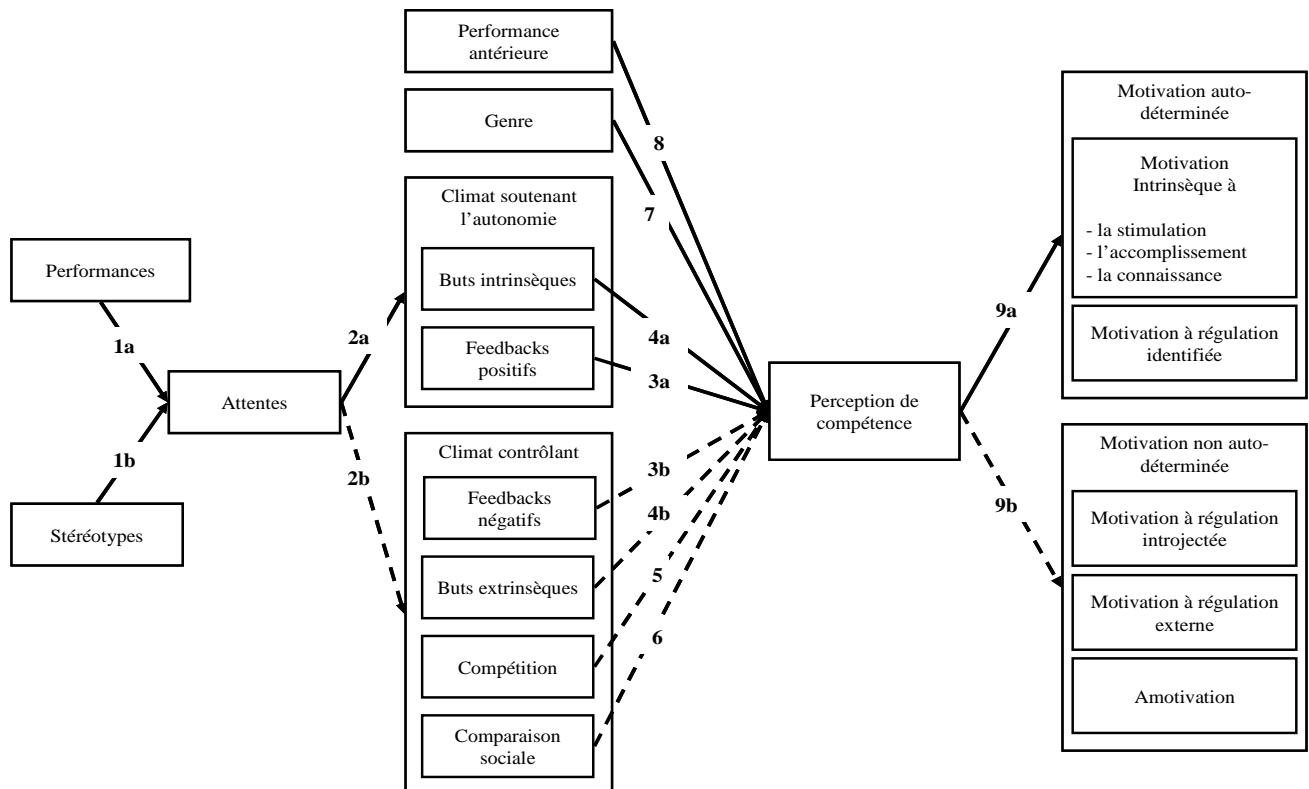 Performance
antérieure
Genre
8
7
Climat soutenant
l’autonomie
Buts intrinsèques
Feedbacks
positifs
Performances
1a
Attentes
1b
Stéréotypes
2a
2b
4a
3a
Climat contrôlant
Feedbacks
négatifs
Buts extrinsèques
Compétition
Comparaison
sociale
3b
4b
5
6
Perception de
compétence
9a
9b
Motivation auto-
déterminée
Motivation
Intrinsèque à
- la stimulation
- l’accomplissement
- la connaissance
Motivation à régulation
identifiée
Motivation non auto-
déterminée
Motivation à régulation
introjectée
Motivation à régulation
externe
Amotivation